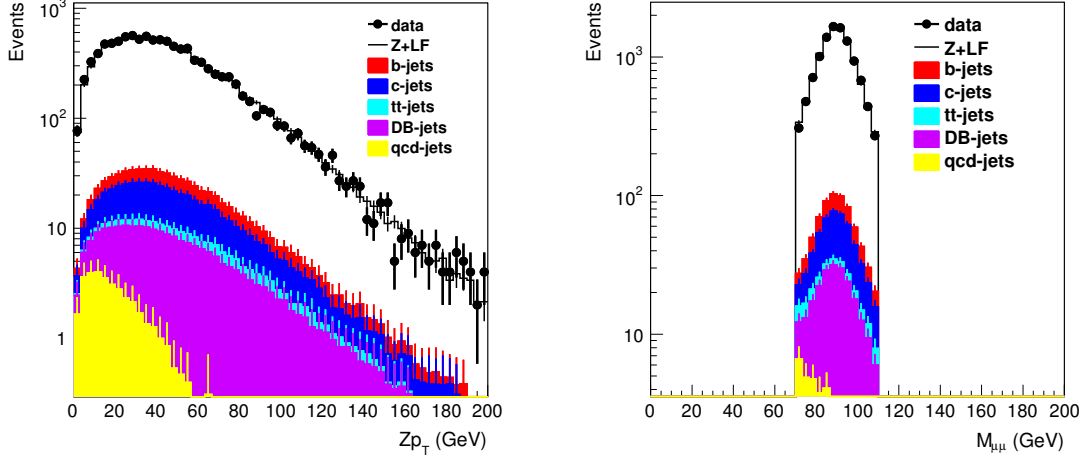 Events
10³
10²
10
1
data
Z+LF
b-jets
c-jets
tt-jets
DB-jets
qcd-jets
0 20 40 60 80 100 120 140 160 180 200
Zp_T (GeV)
Events
10³
10²
10
data
Z+LF
b-jets
c-jets
tt-jets
DB-jets
qcd-jets
0 20 40 60 80 100 120 140 160 180 200
M_μμ (GeV)